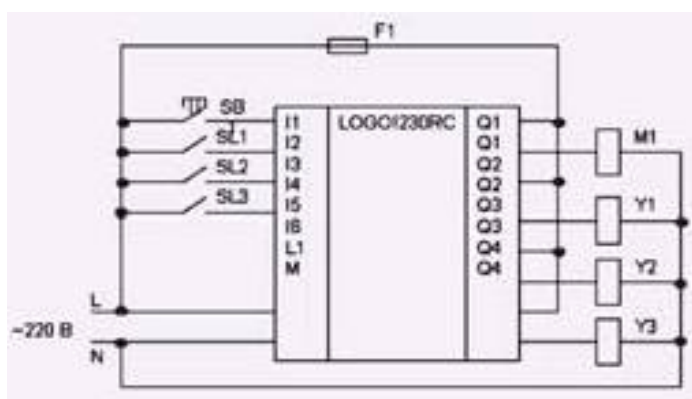 F1
SB
SL1
SL2
SL3
I1
I2
I3
I4
I5
I6
L1
M
LOGO!230RC
Q1
Q1
Q2
Q2
Q3
Q3
Q4
Q4
M1
Y1
Y2
Y3
L
~220 В
N